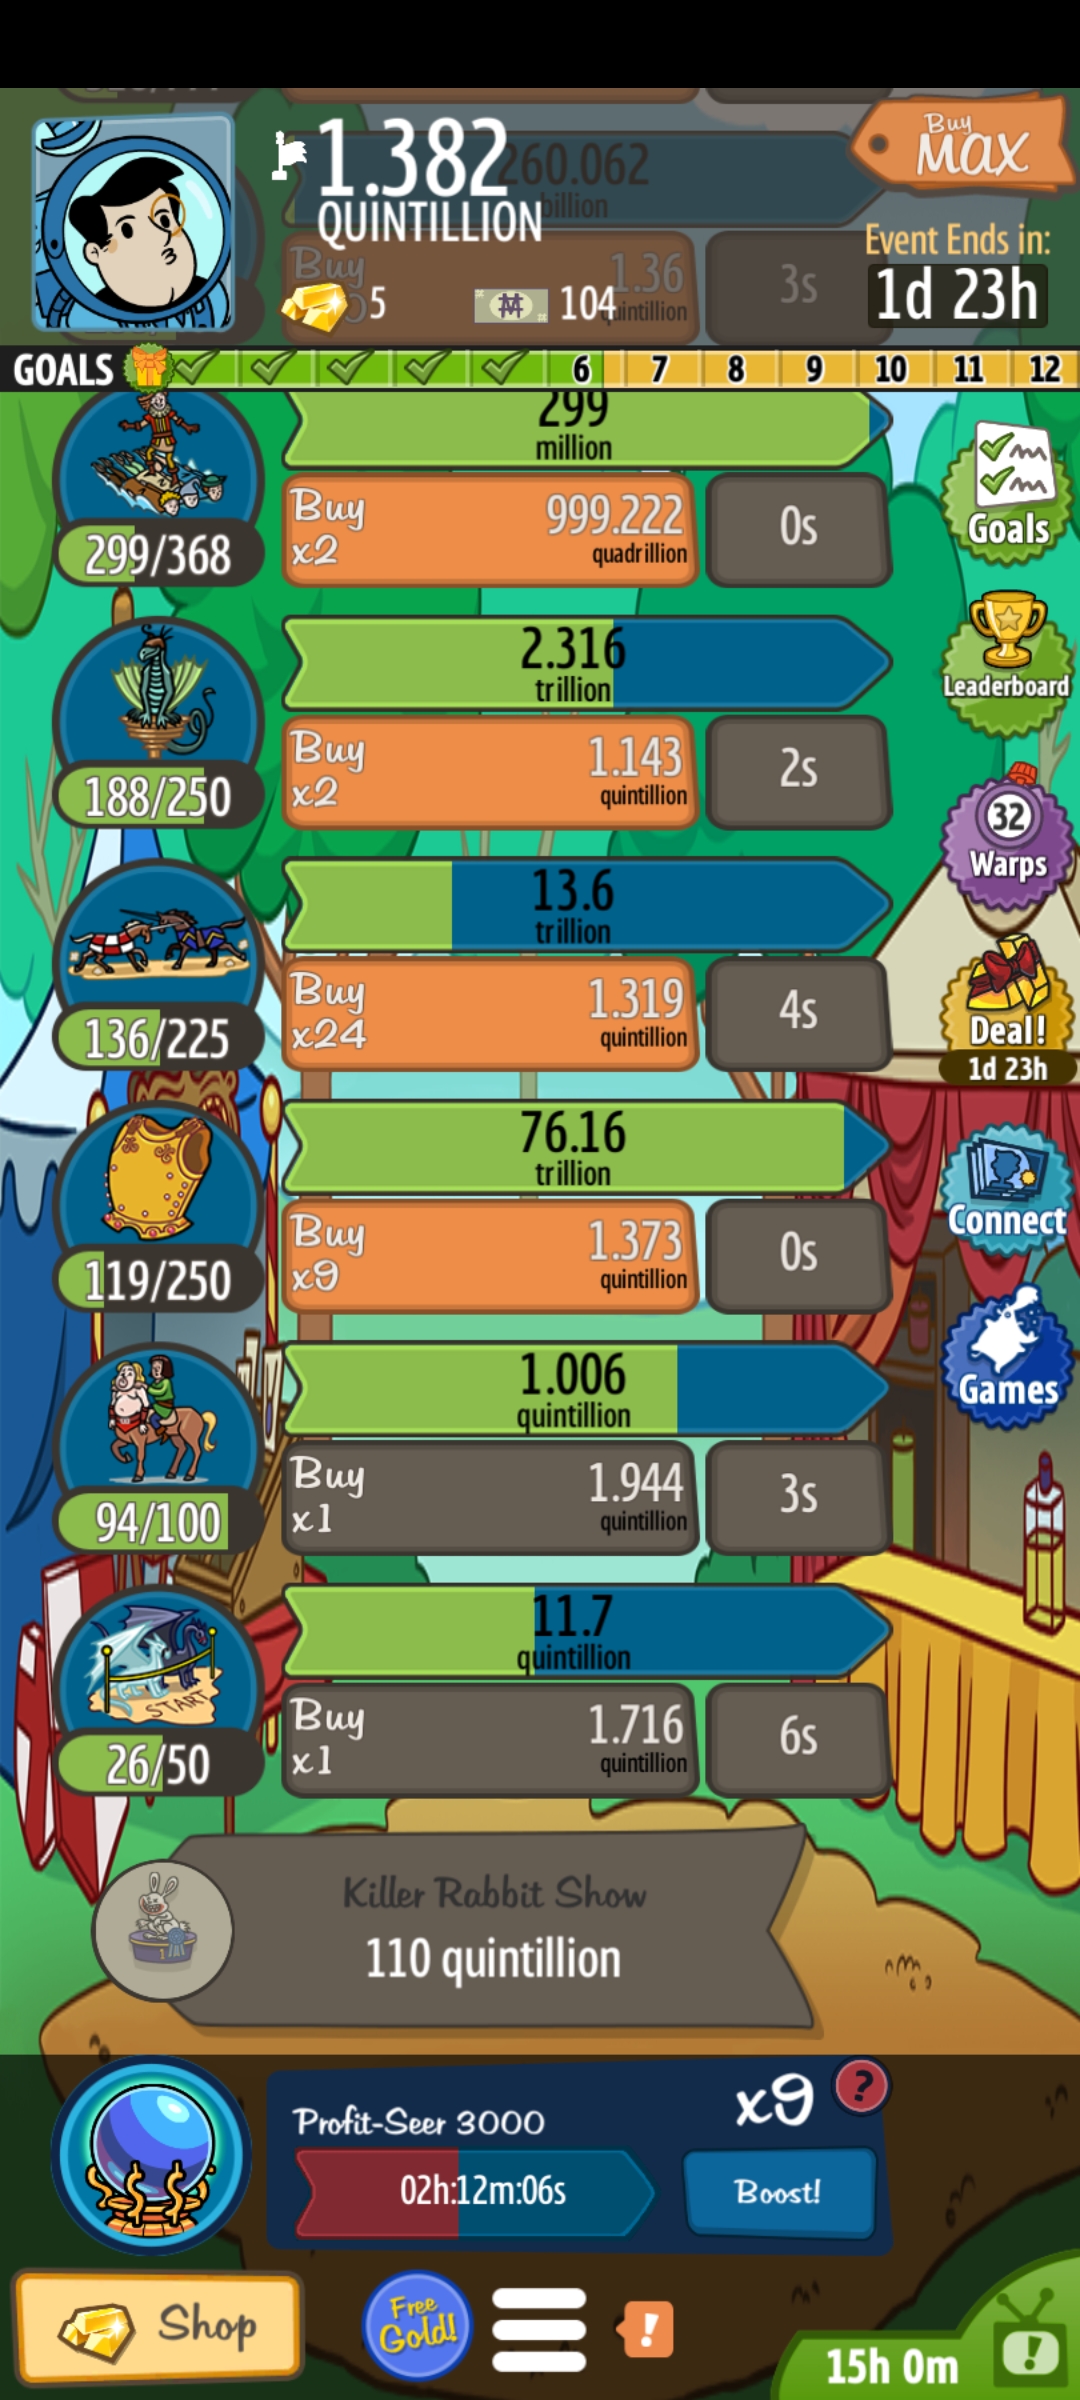 1.382
QUINTILLION
260.062
billion
Buy
MAX
Event Ends in:
1d 23h
Buy
1.36
quintillion
3s
5
104
GOALS
6 7 8 9 10 11 12
299
million
299/368
Buy
x2
999.222
quadrillion
0s
Goals
Leaderboard
2.316
trillion
188/250
Buy
x2
1.143
quintillion
2s
32
Warps
13.6
trillion
136/225
Buy
x24
1.319
quintillion
4s
Deal!
1d 23h
76.16
trillion
119/250
Buy
x9
1.373
quintillion
0s
Connect
1.006
quintillion
94/100
Buy
x1
1.944
quintillion
3s
Games
11.7
quintillion
START
26/50
Buy
x1
1.716
quintillion
6s
Killer Rabbit Show
110 quintillion
1
Profit-Seer 3000
x9
?
02h:12m:06s
Boost!
Shop
Free
Gold!
!
15h 0m
!